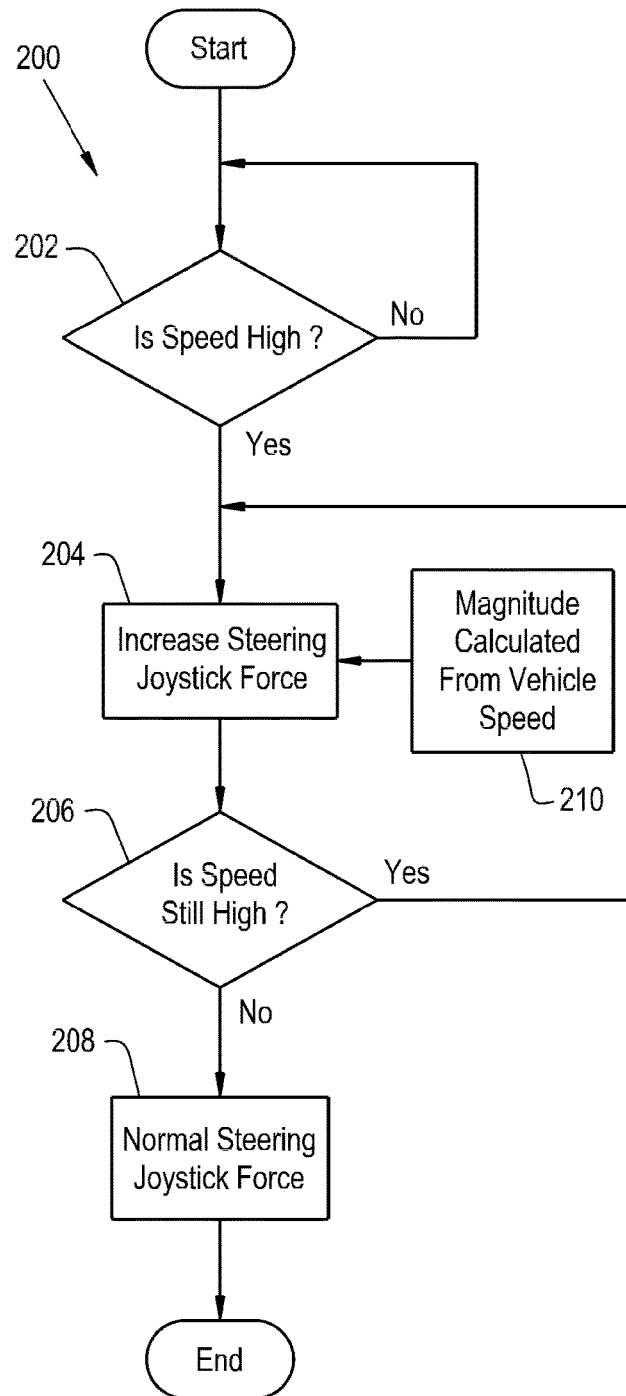 Start
200
202
Is Speed High ?
No
Yes
204
Increase Steering
Joystick Force
Magnitude
Calculated
From Vehicle
Speed
210
206
Is Speed
Still High ?
Yes
No
208
Normal Steering
Joystick Force
End